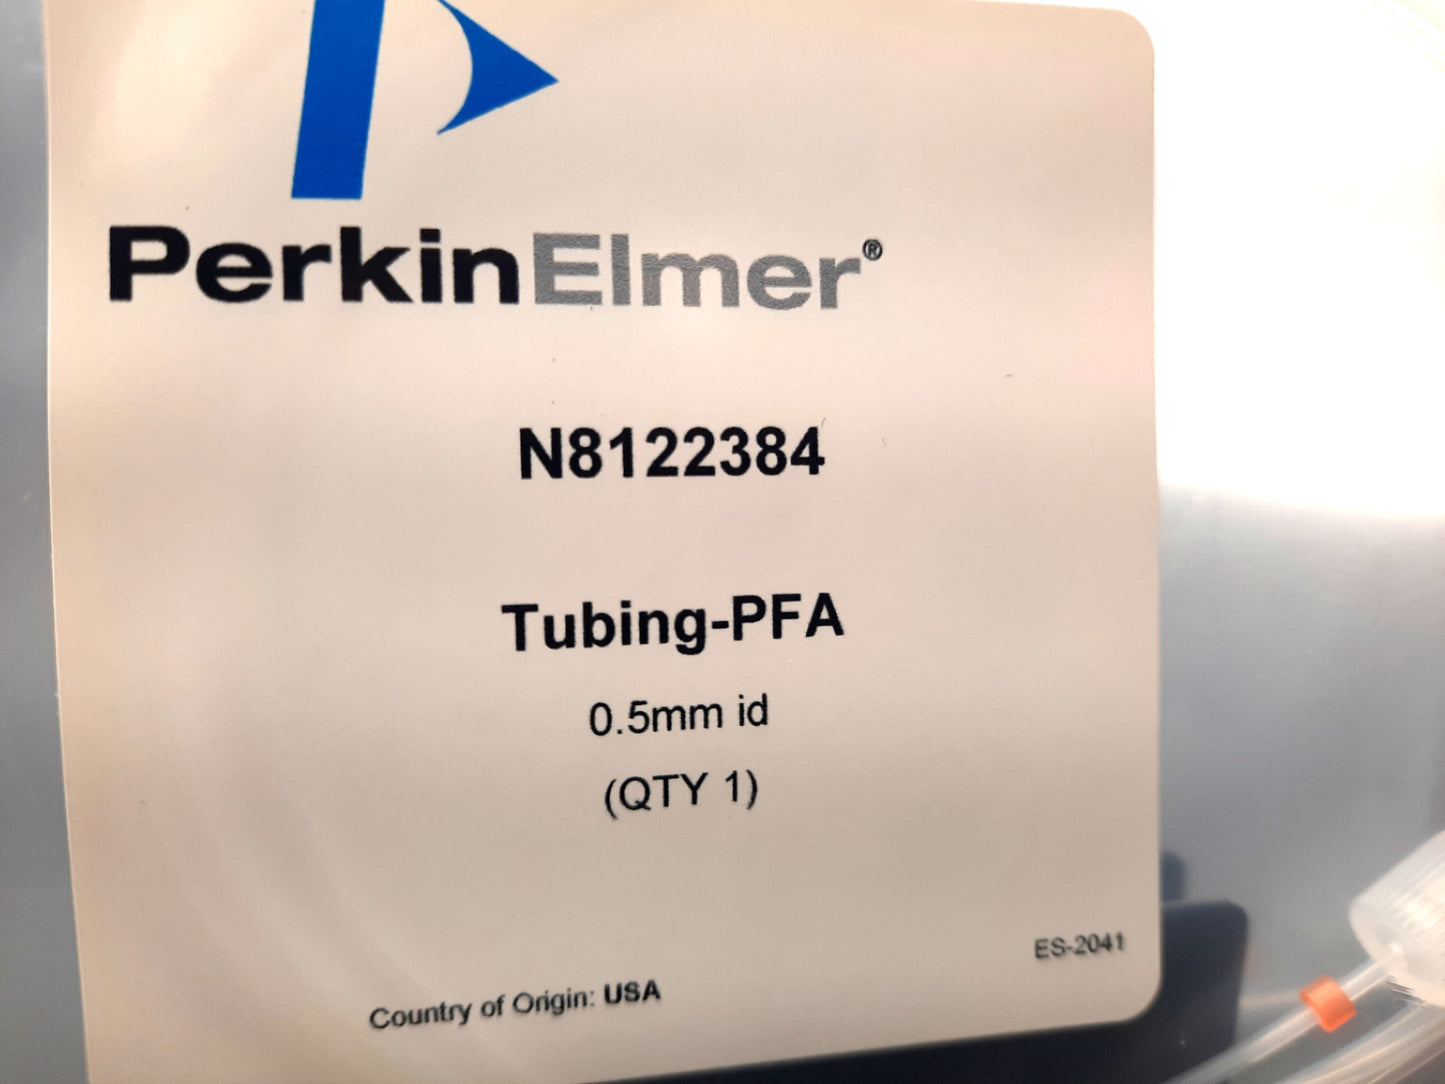 PerkinElmer®
N8122384
Tubing-PFA
0.5mm id
(QTY 1)
ES-2041
Country of Origin: USA